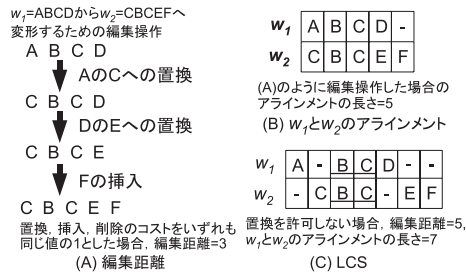 w1=ABCDからw2=CBCEFへ
変形するための編集操作
A B C D
AのCへの置換
C B C D
DのEへの置換
C B C E
Fの挿入
C B C E F
置換, 挿入, 削除のコストをいずれも
同じ値の1とした場合, 編集距離=3
(A) 編集距離
w1 A B C D -
w2 C B C E F
(A)のように編集操作した場合の
アラインメントの長さ=5
(B) w1とw2のアラインメント
w1 A - B C D - -
w2 - C B C - E F
置換を許可しない場合, 編集距離=5,
w1とw2のアラインメントの長さ=7
(C) LCS